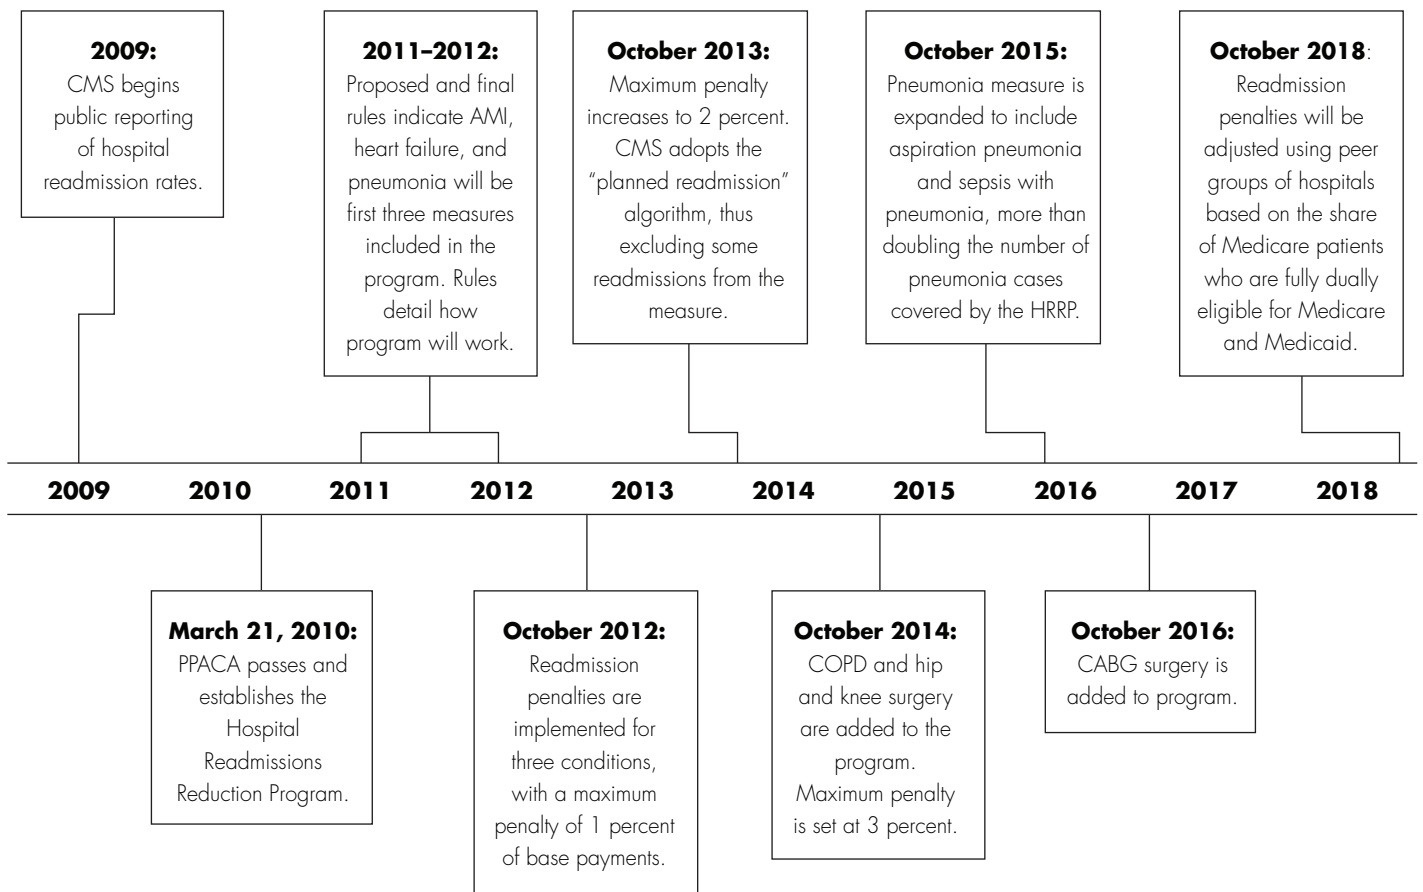 2009:
CMS begins
public reporting
of hospital
readmission rates.
2011–2012:
Proposed and final
rules indicate AMI,
heart failure, and
pneumonia will be
first three measures
included in the
program. Rules
detail how
program will work.
October 2013:
Maximum penalty
increases to 2 percent.
CMS adopts the
“planned readmission”
algorithm, thus
excluding some
readmissions from the
measure.
October 2015:
Pneumonia measure is
expanded to include
aspiration pneumonia
and sepsis with
pneumonia, more than
doubling the number of
pneumonia cases
covered by the HRRP.
October 2018:
Readmission
penalties will be
adjusted using peer
groups of hospitals
based on the share
of Medicare patients
who are fully dually
eligible for Medicare
and Medicaid.
2009 2010 2011 2012 2013 2014 2015 2016 2017 2018
March 21, 2010:
PPACA passes and
establishes the
Hospital
Readmissions
Reduction Program.
October 2012:
Readmission
penalties are
implemented for
three conditions,
with a maximum
penalty of 1 percent
of base payments.
October 2014:
COPD and hip
and knee surgery
are added to the
program.
Maximum penalty
is set at 3 percent.
October 2016:
CABG surgery is
added to program.